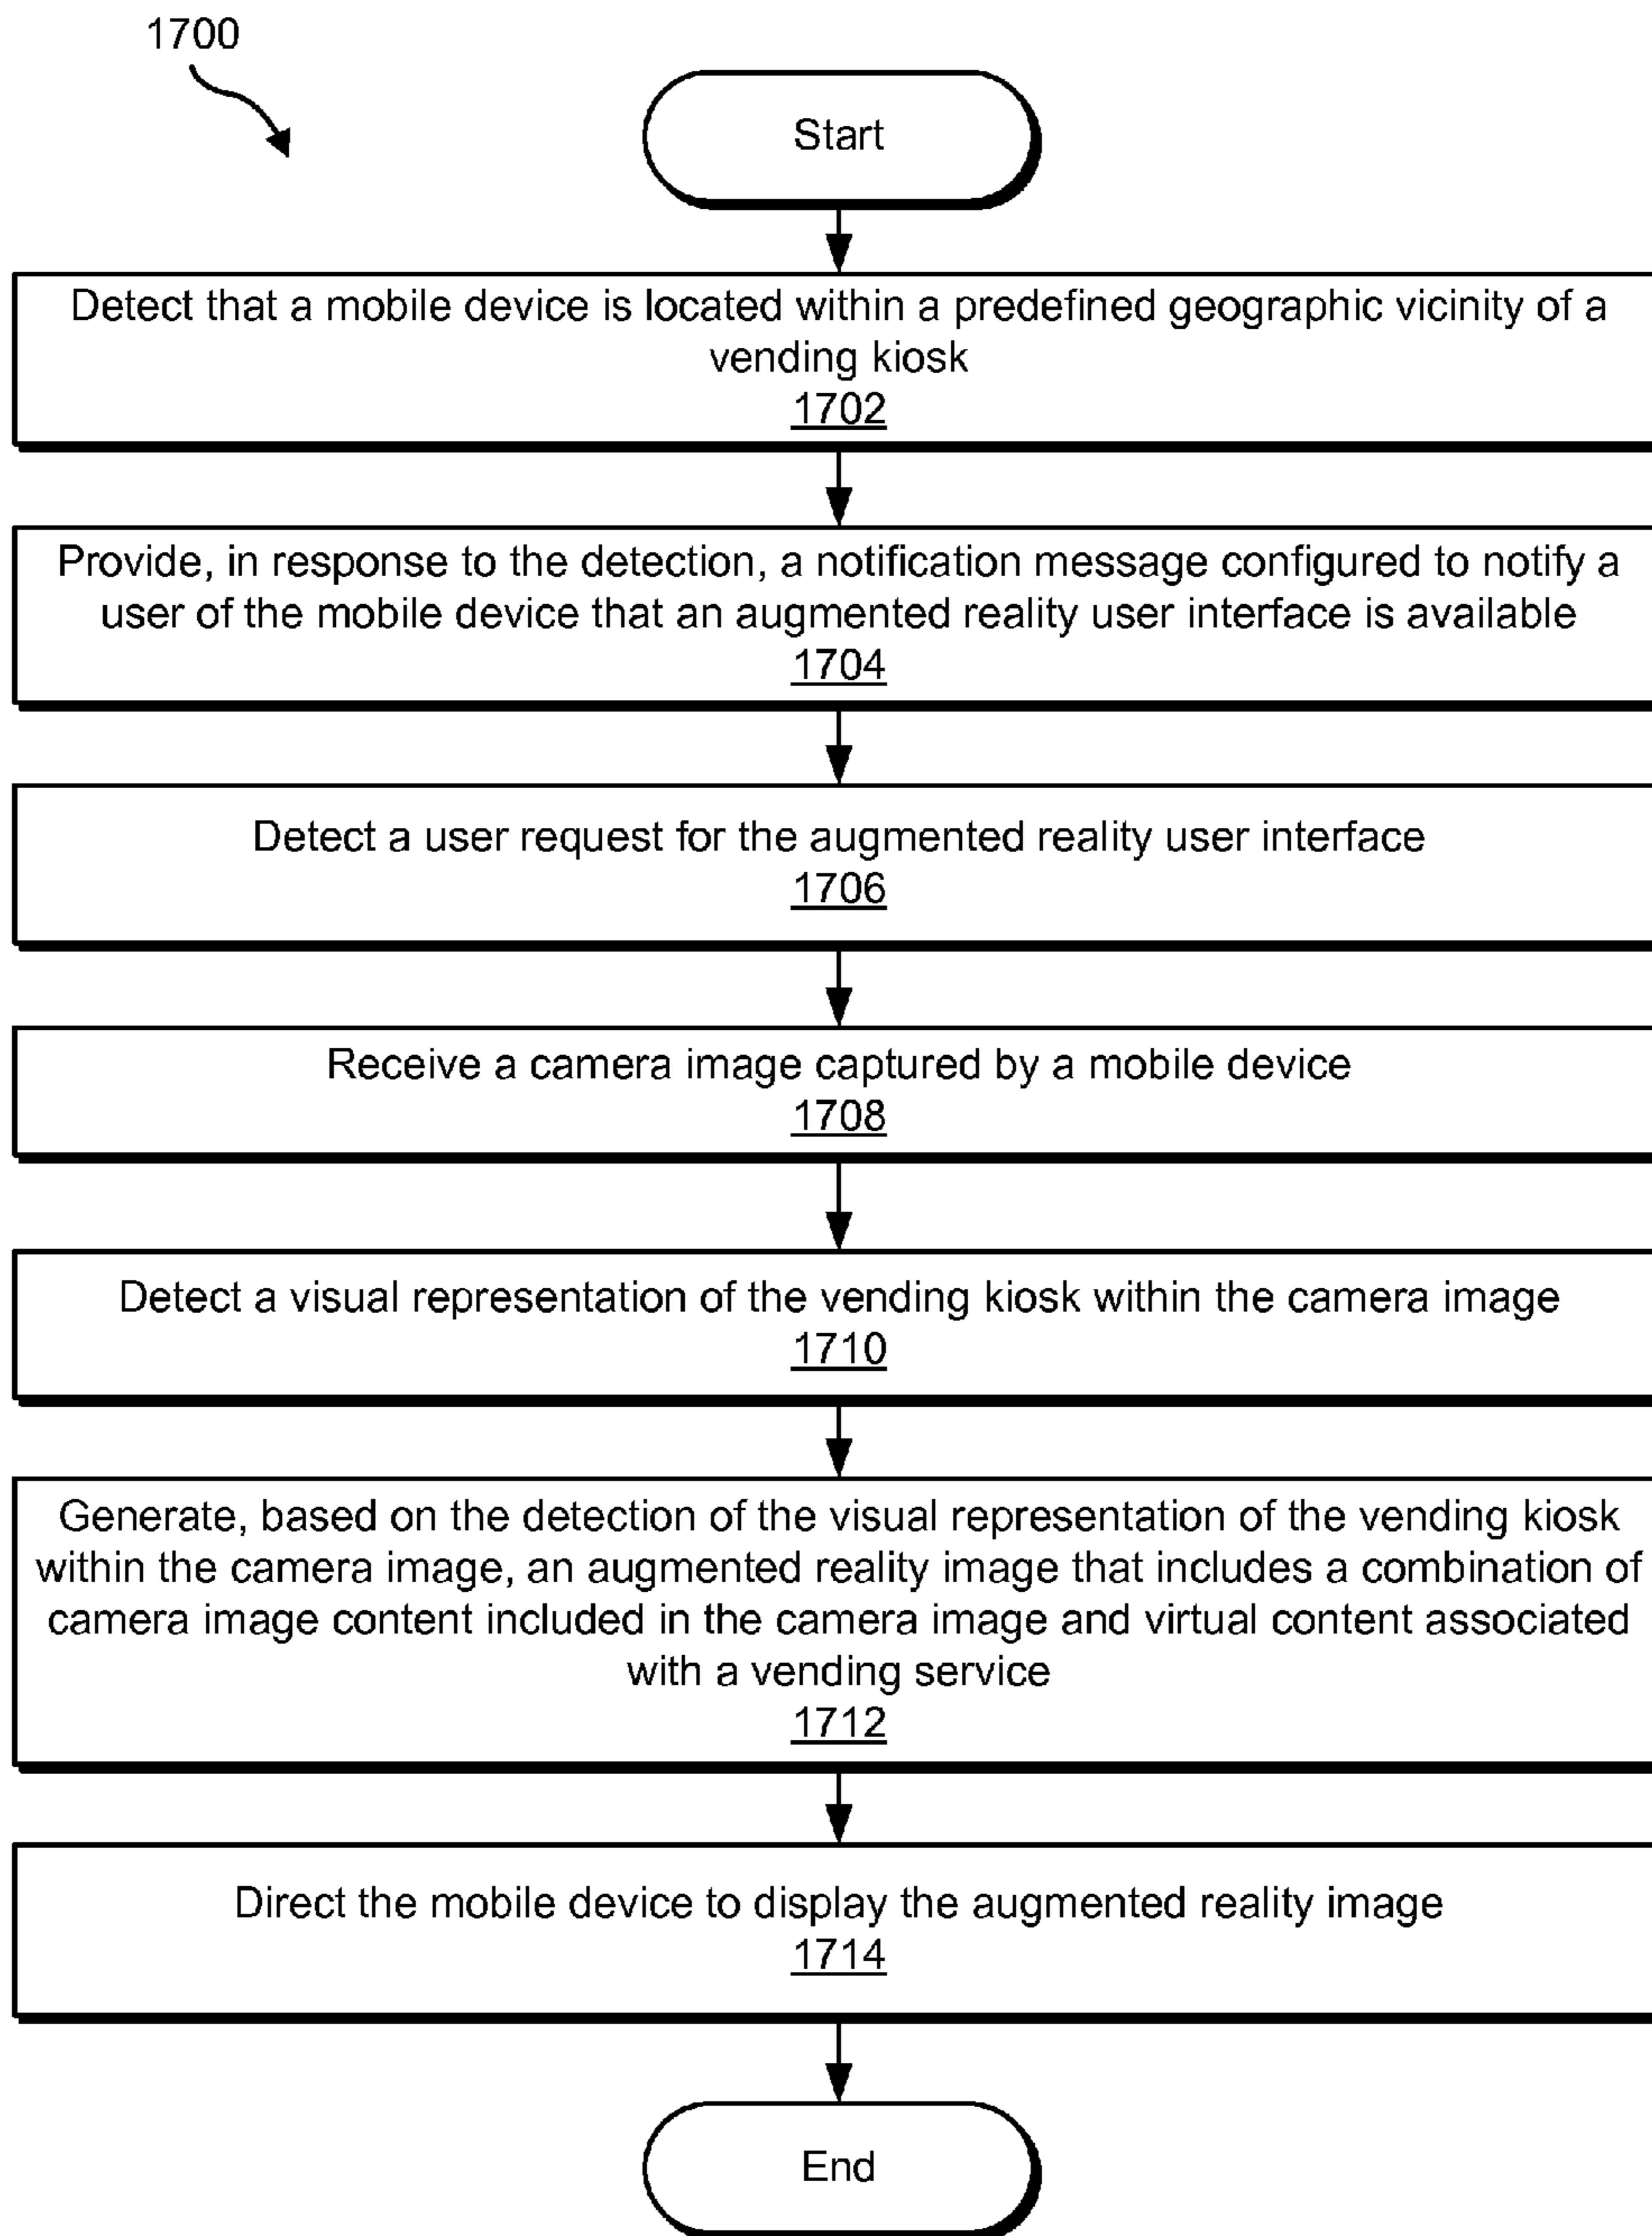 1700
Start
Detect that a mobile device is located within a predefined geographic vicinity of a
vending kiosk
1702
Provide, in response to the detection, a notification message configured to notify a
user of the mobile device that an augmented reality user interface is available
1704
Detect a user request for the augmented reality user interface
1706
Receive a camera image captured by a mobile device
1708
Detect a visual representation of the vending kiosk within the camera image
1710
Generate, based on the detection of the visual representation of the vending kiosk
within the camera image, an augmented reality image that includes a combination of
camera image content included in the camera image and virtual content associated
with a vending service
1712
Direct the mobile device to display the augmented reality image
1714
End